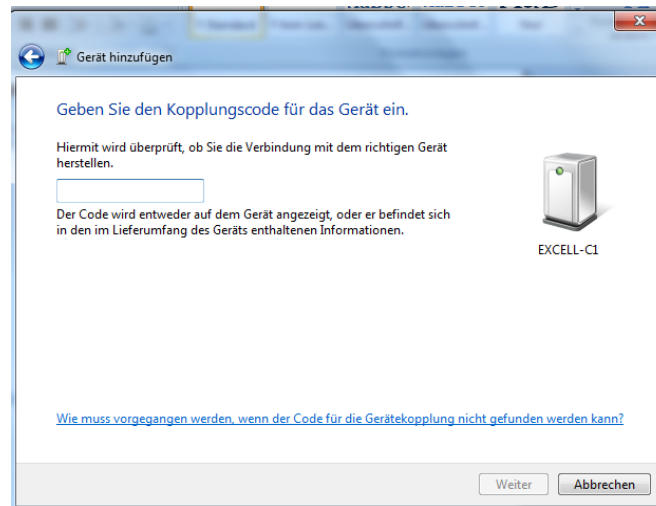 Gerät hinzufügen
Geben Sie den Kopplungscode für das Gerät ein.
Hiermit wird überprüft, ob Sie die Verbindung mit dem richtigen Gerät
herstellen.
Der Code wird entweder auf dem Gerät angezeigt, oder er befindet sich
in den im Lieferumfang des Geräts enthaltenen Informationen.
EXCELL-C1
Wie muss vorgegangen werden, wenn der Code für die Gerätekopplung nicht gefunden werden kann?
Weiter
Abbrechen